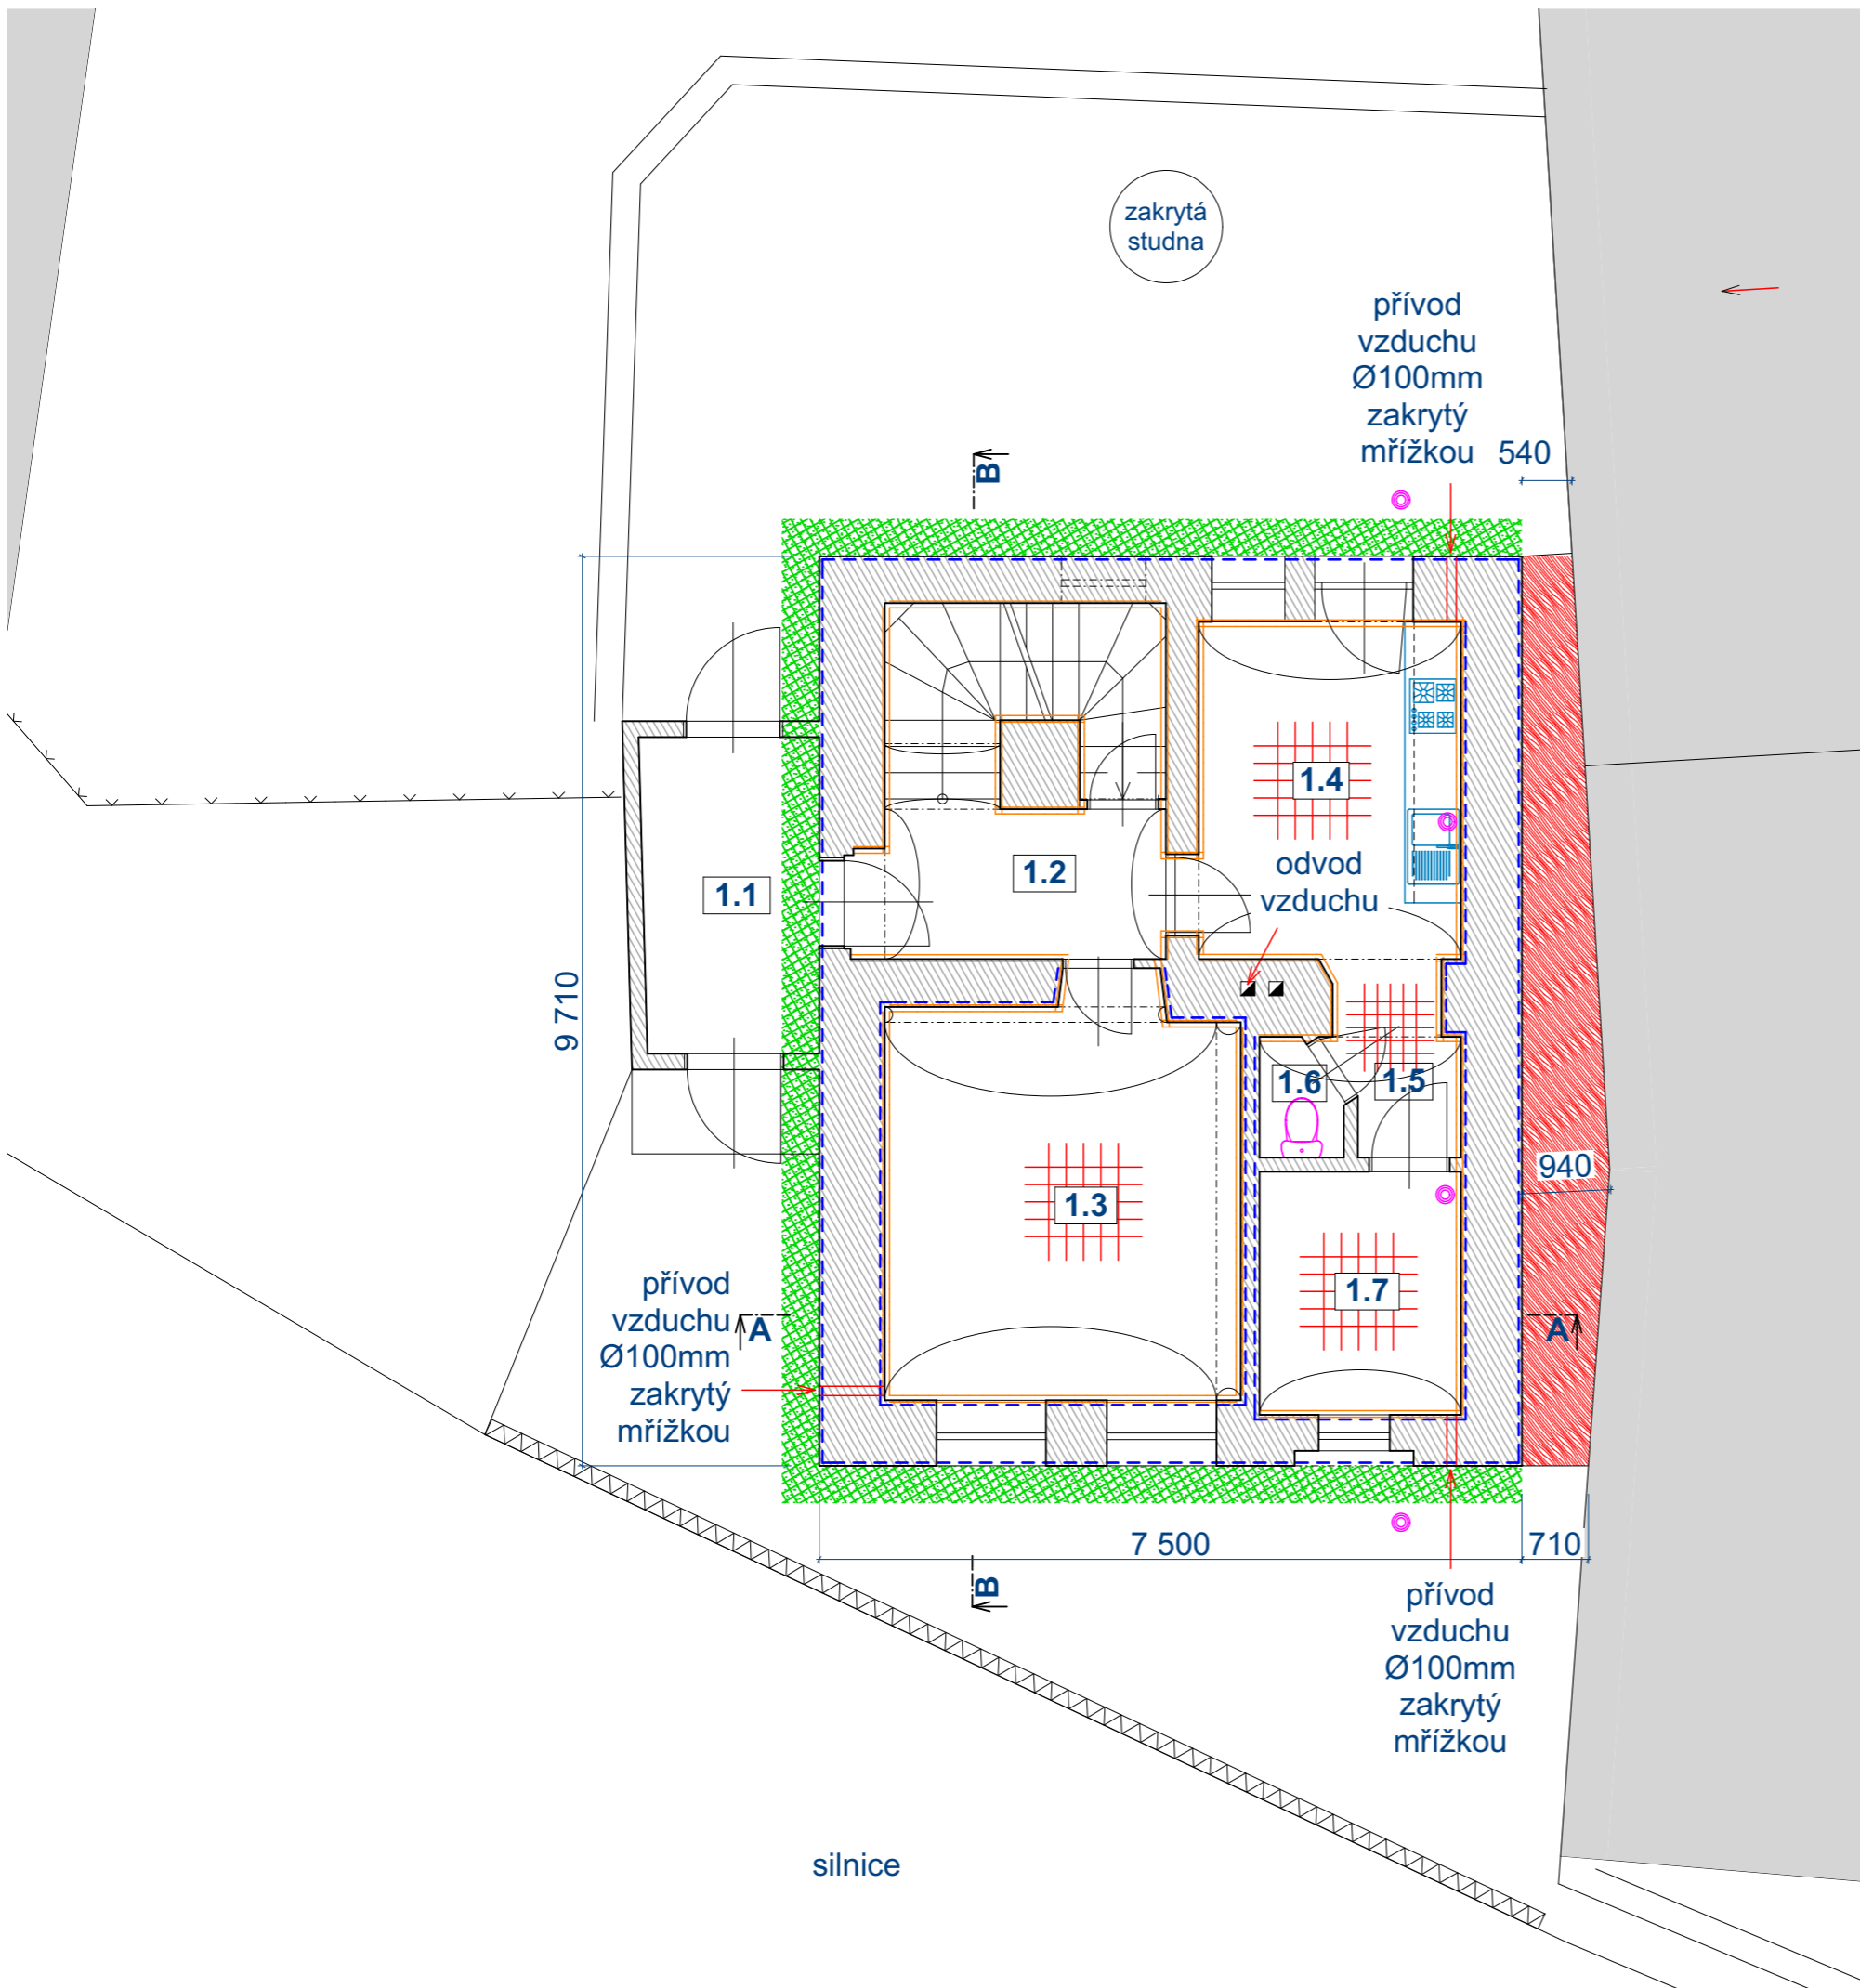 zakrytá
studna
přívod
vzduchu
Ø100mm
zakrytý
mřížkou
540
B
1.4
odvod
vzduchu
1.2
1.1
9 710
1.6
1.5
940
1.3
1.7
přívod
vzduchu
Ø100mm
zakrytý
mřížkou
A
A
7 500
710
B
přívod
vzduchu
Ø100mm
zakrytý
mřížkou
silnice